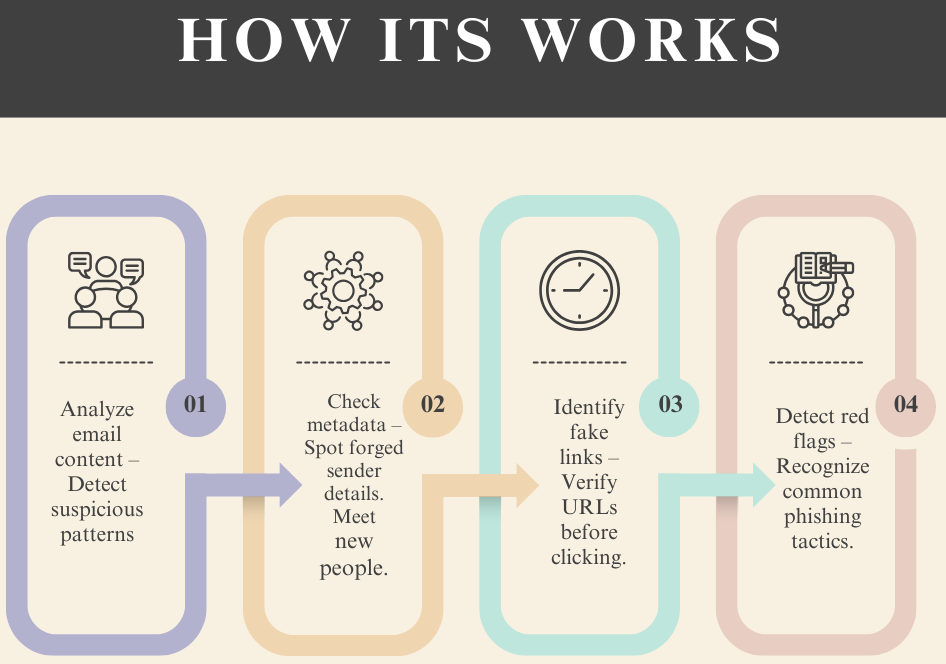 HOW ITS WORKS
01
Analyze
email
content –
Detect
suspicious
patterns
02
Check
metadata –
Spot forged
sender
details.
Meet
new
people.
03
Identify
fake
links –
Verify
URLs
before
clicking.
04
Detect red
flags –
Recognize
common
phishing
tactics.